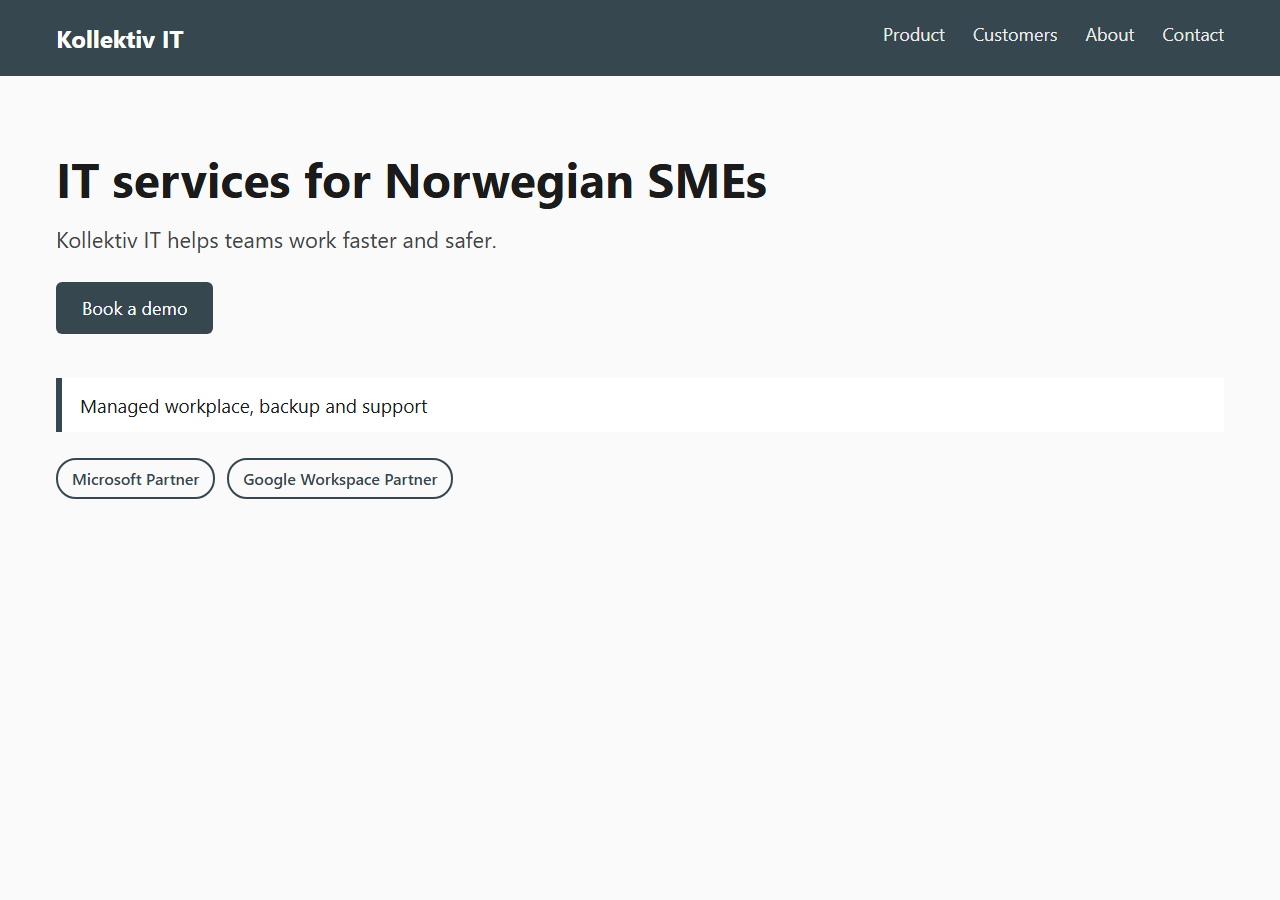 Kollektiv IT
Product Customers About Contact
IT services for Norwegian SMEs
Kollektiv IT helps teams work faster and safer.
Book a demo
Managed workplace, backup and support
Microsoft Partner Google Workspace Partner